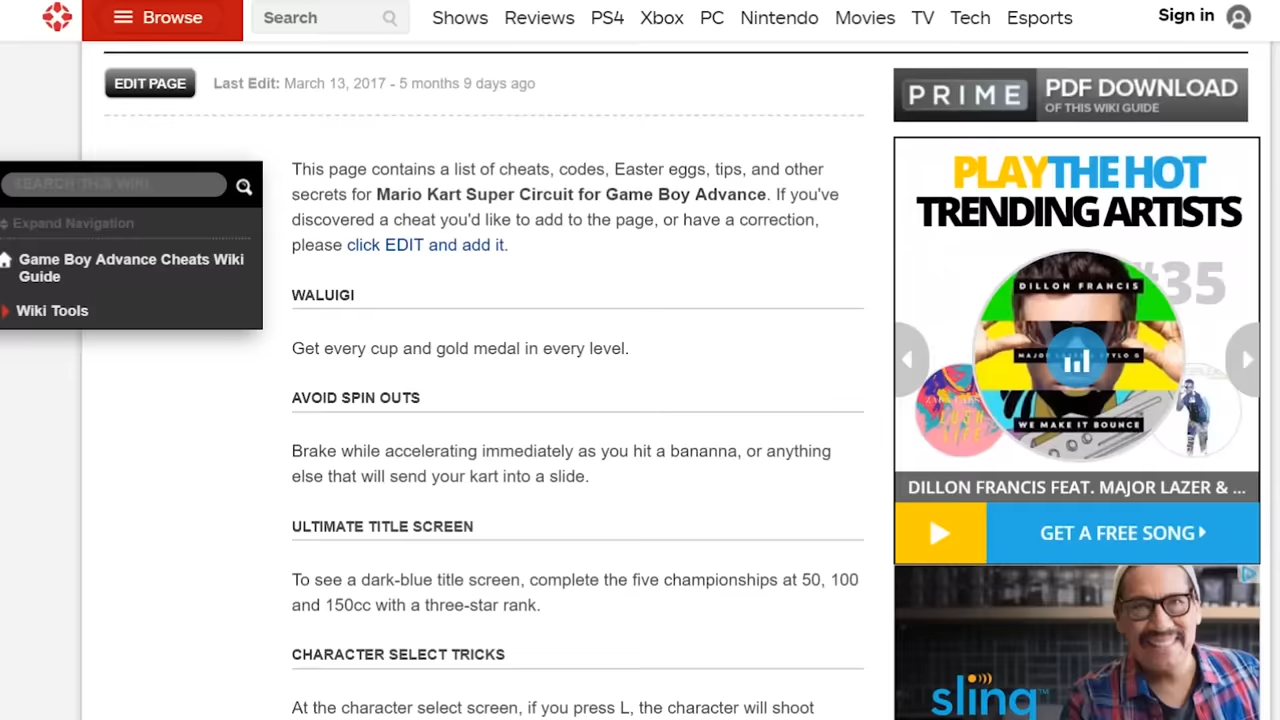 Browse
Search
Shows Reviews PS4 Xbox PC Nintendo Movies TV Tech Esports
Sign in
EDIT PAGE
Last Edit: March 13, 2017 - 5 months 9 days ago
PRIME
PDF DOWNLOAD
OF THIS WIKI GUIDE
SEARCH THIS WIKI
Expand Navigation
Game Boy Advance Cheats Wiki
Guide
Wiki Tools
This page contains a list of cheats, codes, Easter eggs, tips, and other
secrets for Mario Kart Super Circuit for Game Boy Advance. If you've
discovered a cheat you'd like to add to the page, or have a correction,
please click EDIT and add it.
WALUIGI
Get every cup and gold medal in every level.
AVOID SPIN OUTS
Brake while accelerating immediately as you hit a bananna, or anything
else that will send your kart into a slide.
ULTIMATE TITLE SCREEN
To see a dark-blue title screen, complete the five championships at 50, 100
and 150cc with a three-star rank.
CHARACTER SELECT TRICKS
At the character select screen, if you press L, the character will shoot
PLAY THE HOT
TRENDING ARTISTS
#35
DILLON FRANCIS
WE MAKE IT BOUNCE
LUSH
LIFE
DILLON FRANCIS FEAT. MAJOR LAZER & ...
GET A FREE SONG
sling